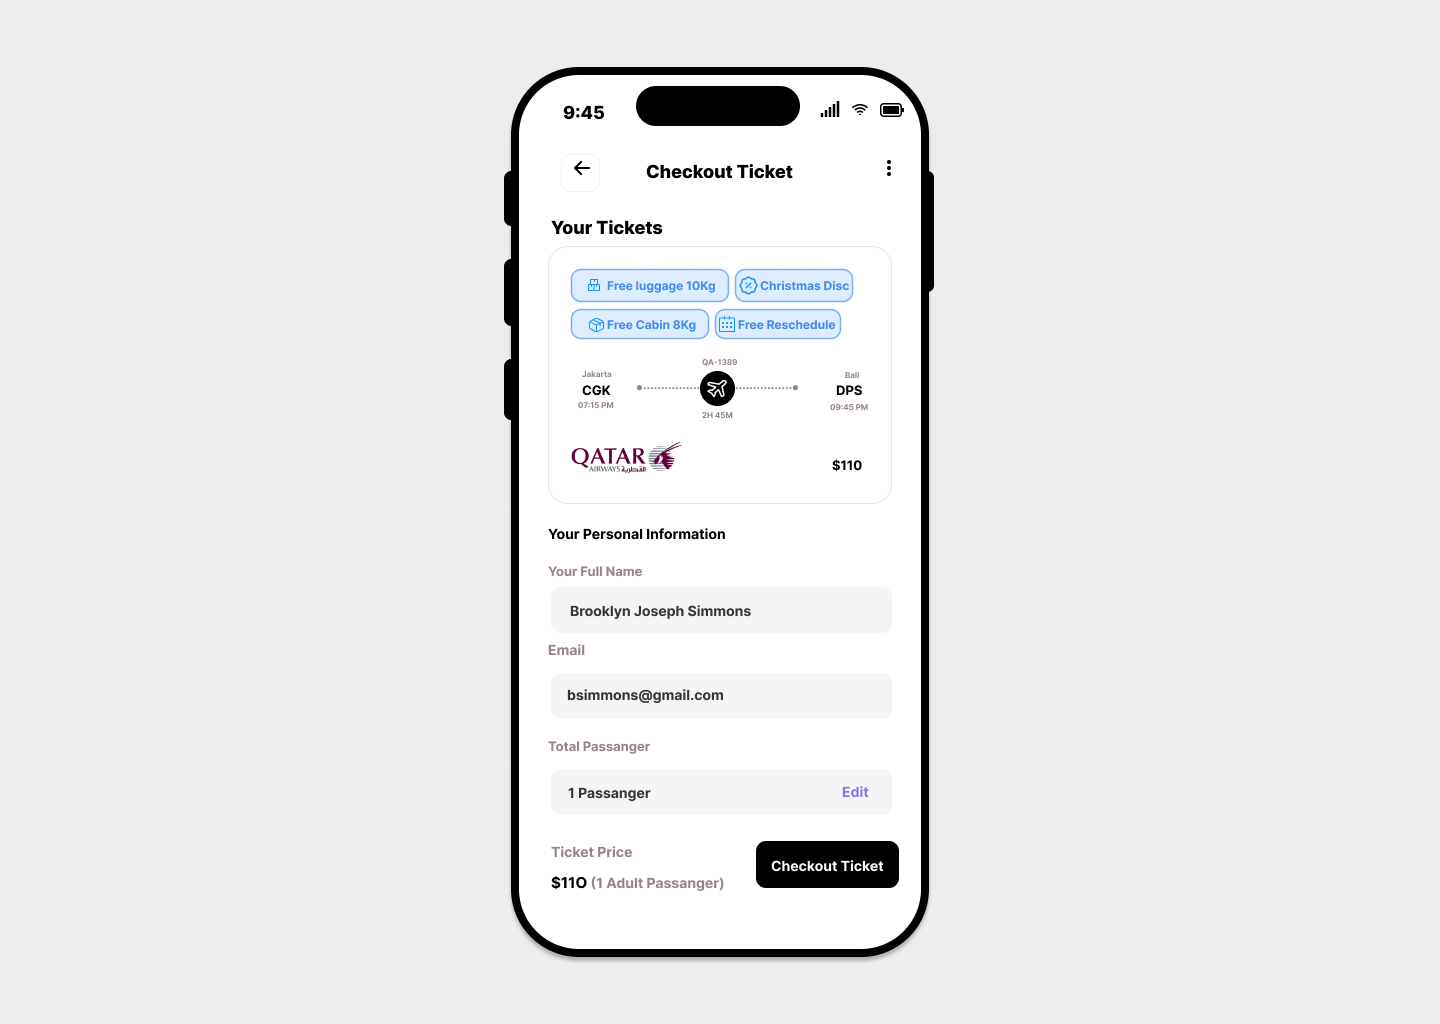 9:45
Checkout Ticket
Your Tickets
Free luggage 10Kg
Christmas Disc
Free Cabin 8Kg
Free Reschedule
QA-1389
Jakarta
Bali
CGK
DPS
07:15 PM
09:45 PM
2H 45M
QATAR
AIRWAYS القطرية
$110
Your Personal Information
Your Full Name
Brooklyn Joseph Simmons
Email
bsimmons@gmail.com
Total Passanger
1 Passanger
Edit
Ticket Price
$110 (1 Adult Passanger)
Checkout Ticket